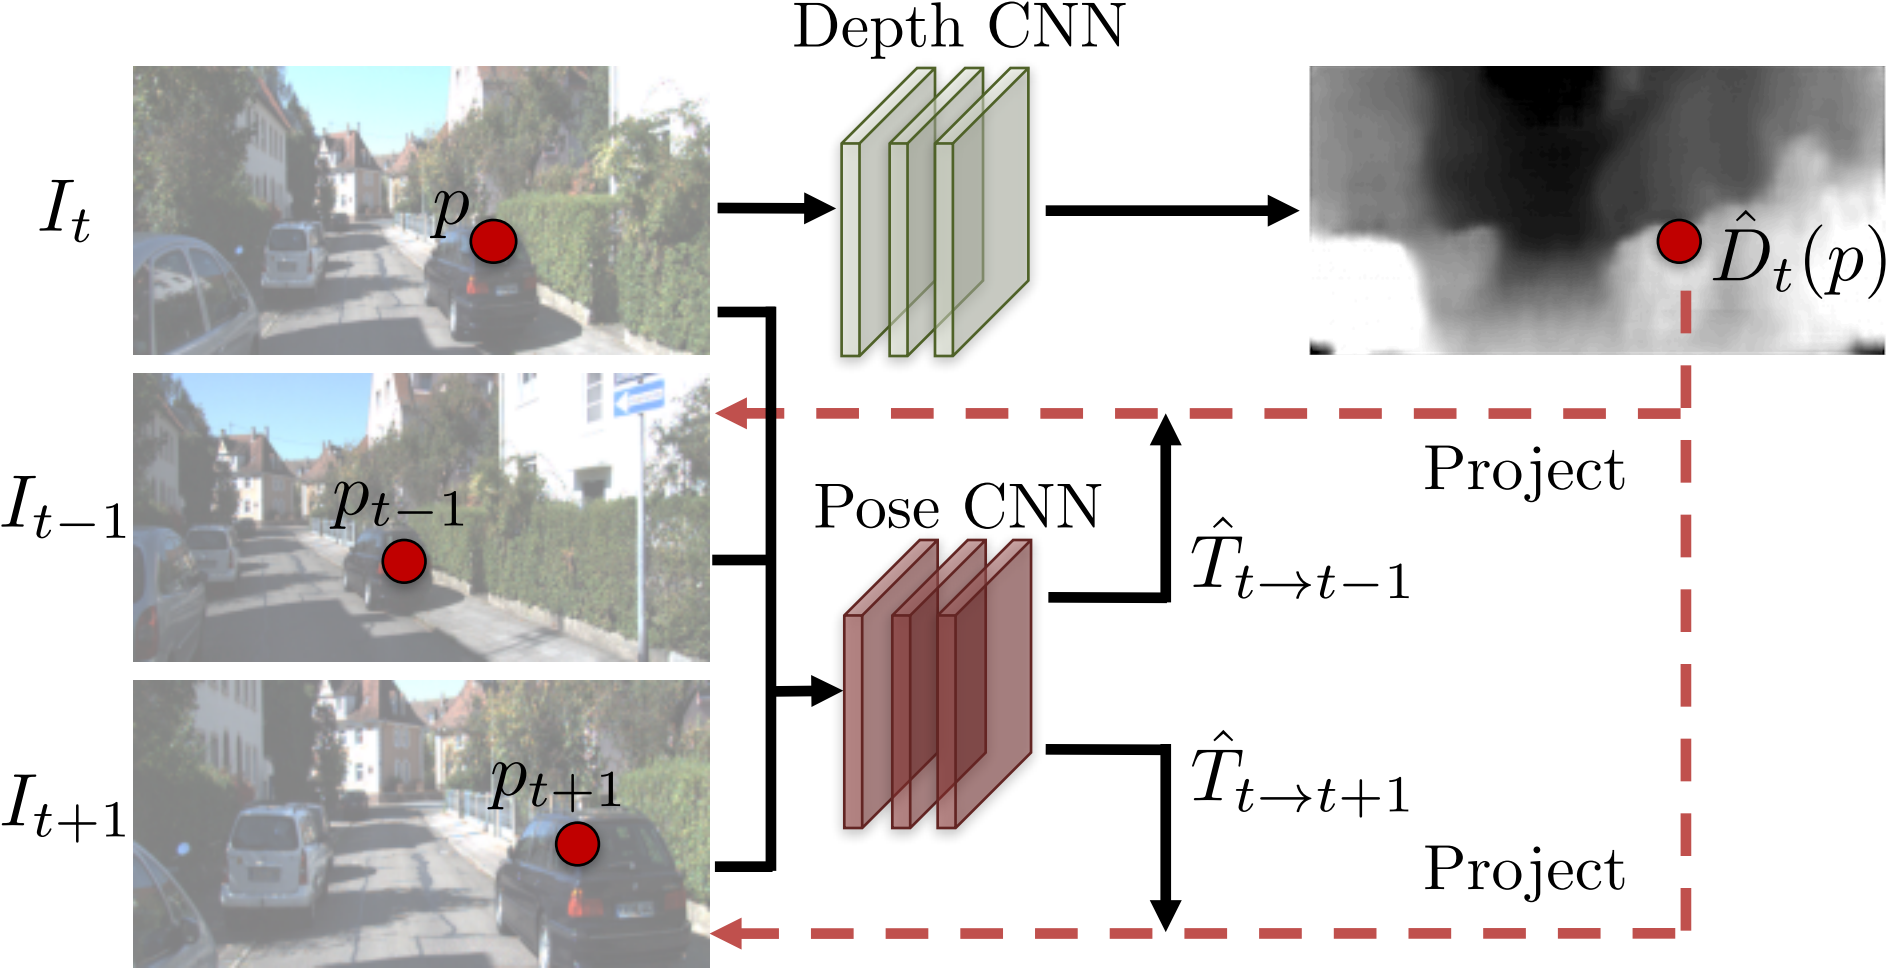 Depth CNN
I_t
p
D̂_t(p)
Project
I_{t−1}
p_{t−1}
Pose CNN
T̂_{t→t−1}
I_{t+1}
p_{t+1}
T̂_{t→t+1}
Project